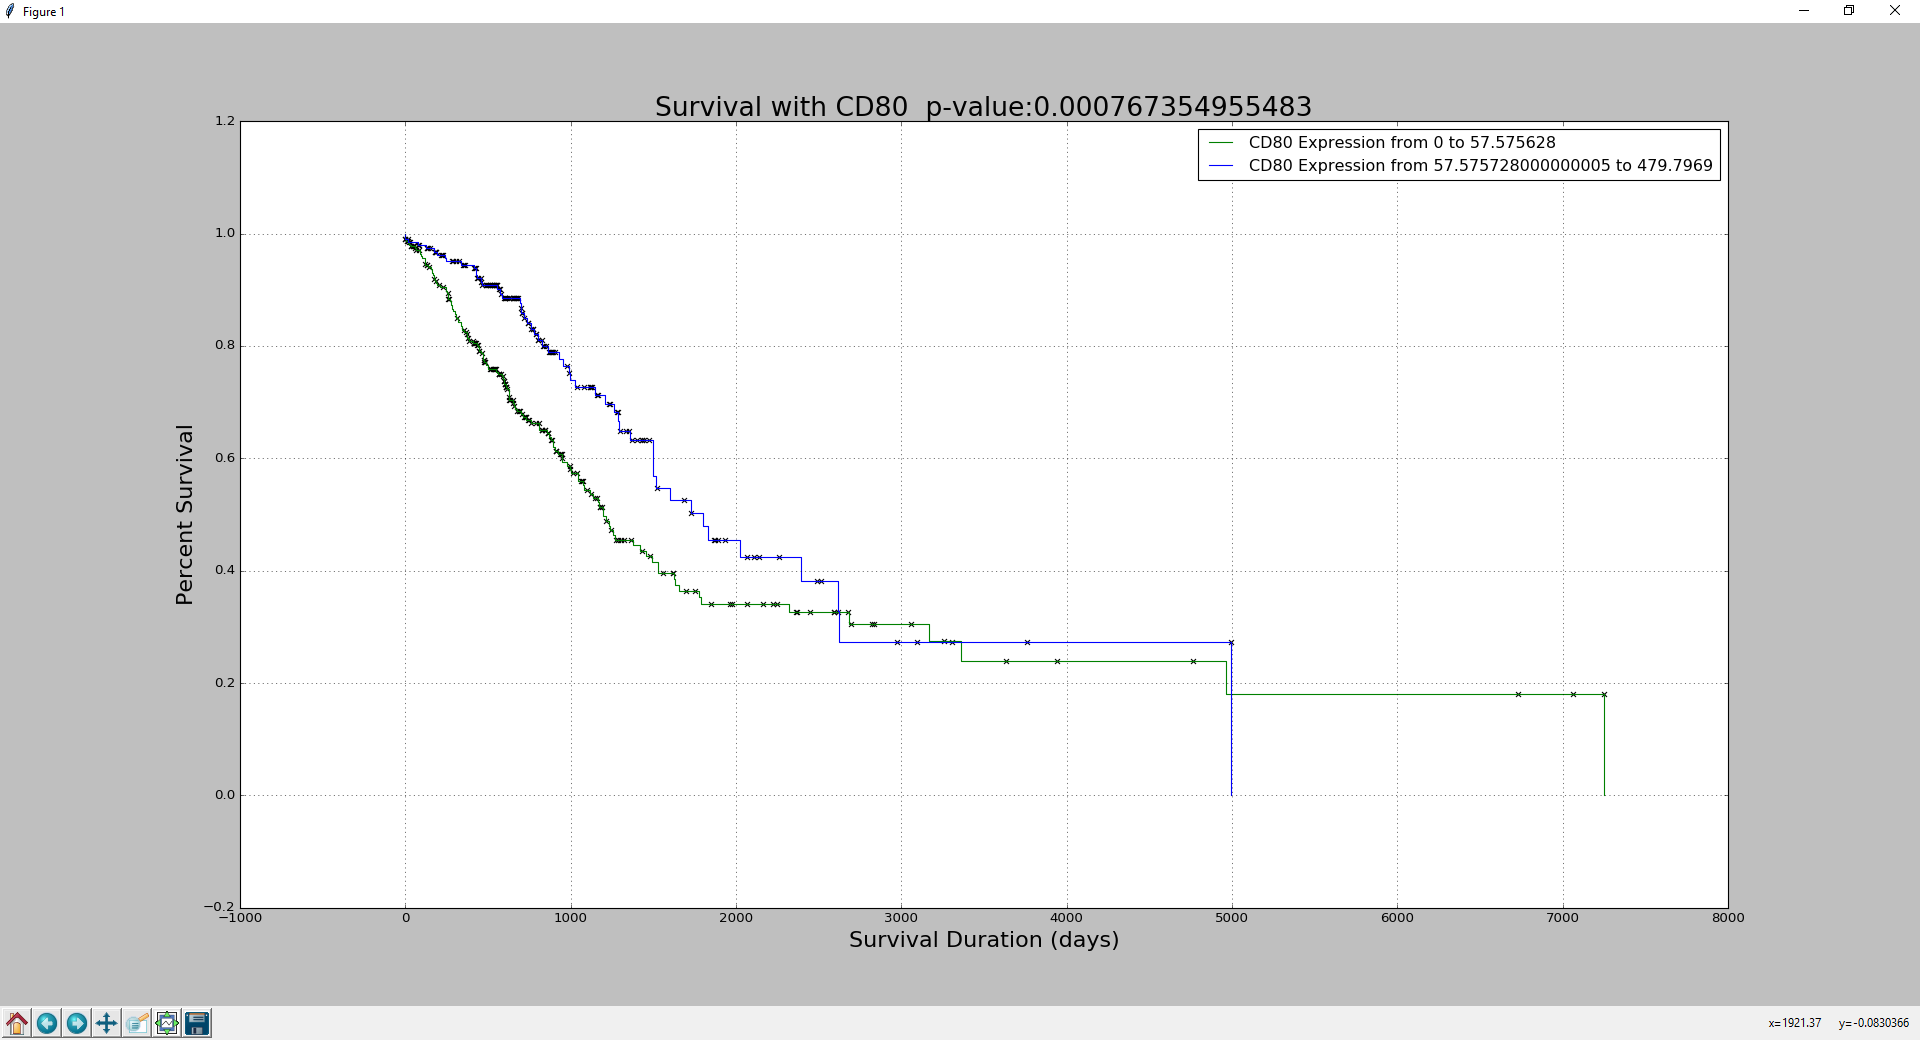 Figure 1
Survival with CD80  p-value:0.000767354955483
CD80 Expression from 0 to 57.575628
CD80 Expression from 57.575728000000005 to 479.7969
1.2
1.0
0.8
0.6
0.4
0.2
0.0
−0.2
Percent Survival
−1000 0 1000 2000 3000 4000 5000 6000 7000 8000
Survival Duration (days)
x=1921.37 y=-0.0830366